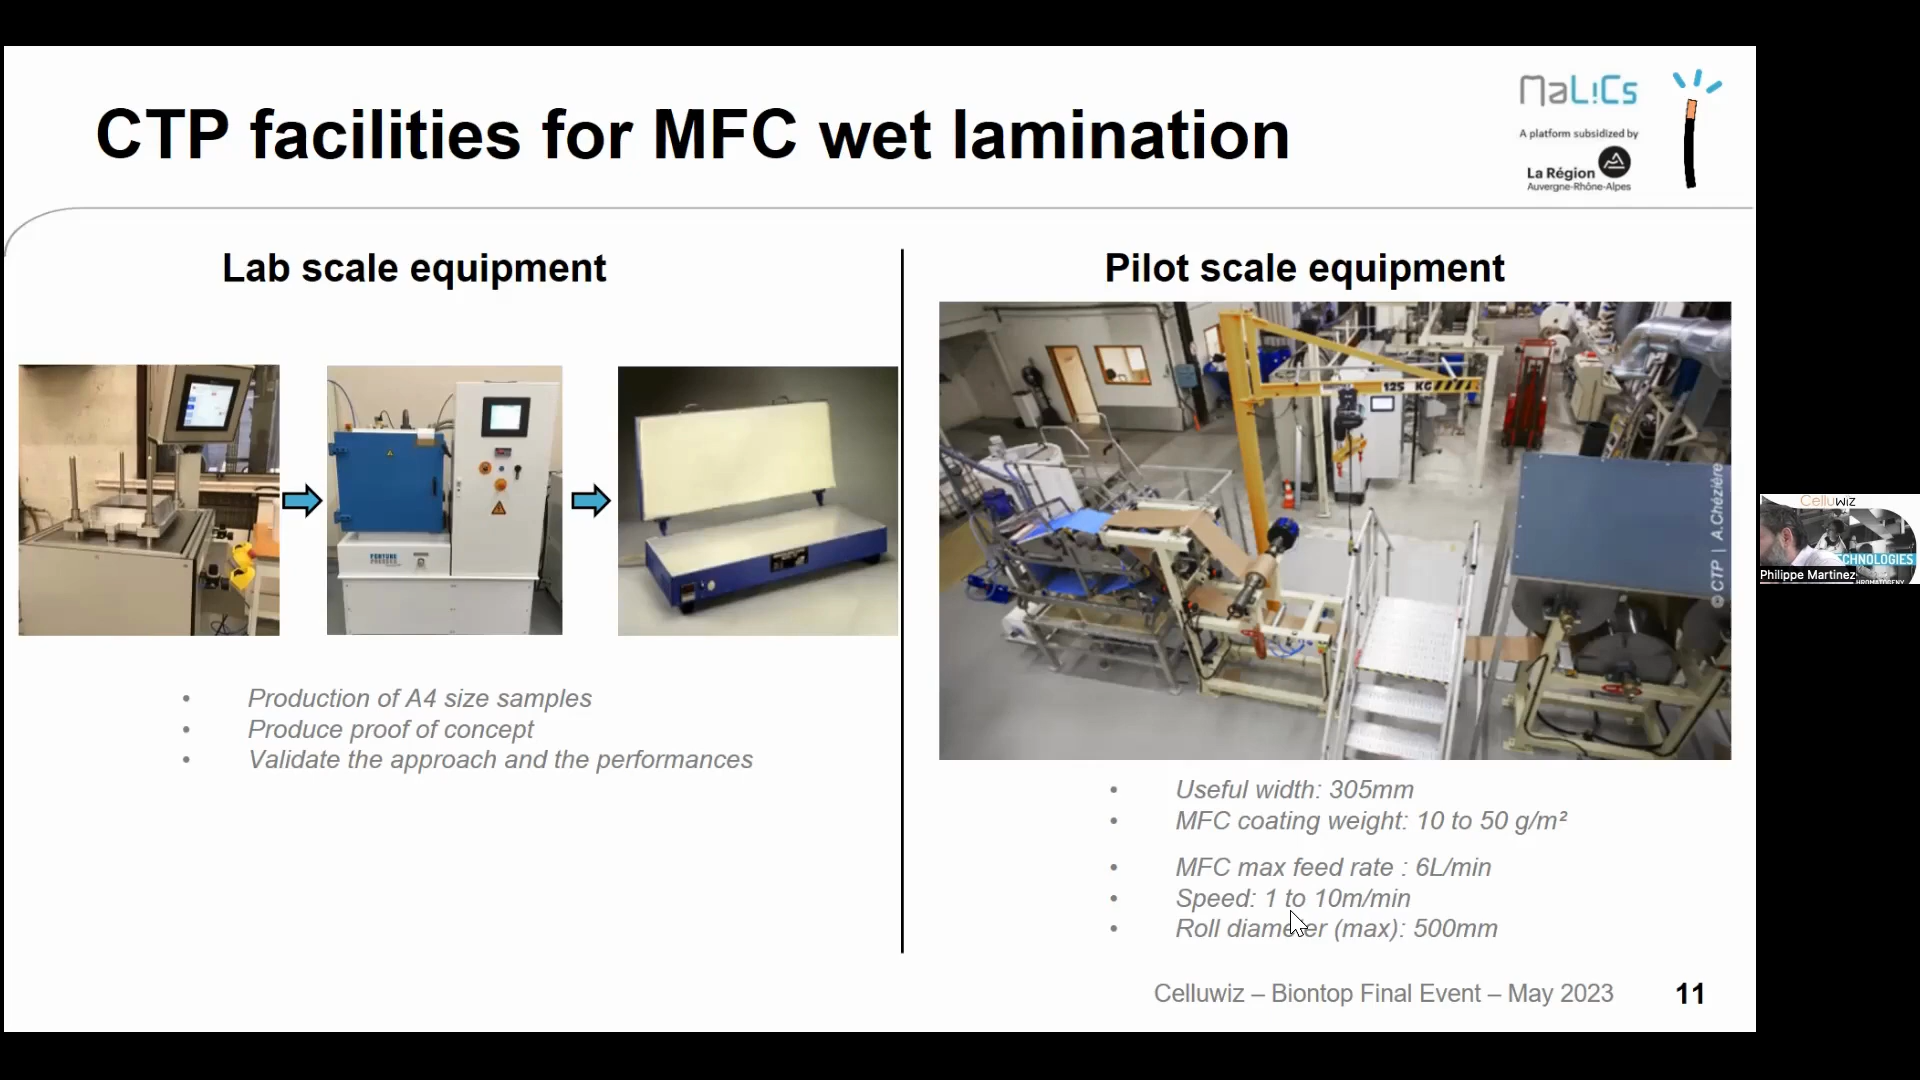 CTP facilities for MFC wet lamination
MaLiCs
A platform subsidized by
La Région
Auvergne-Rhône-Alpes
Lab scale equipment
Production of A4 size samples
Produce proof of concept
Validate the approach and the performances
Pilot scale equipment
125 KG
© CTP | A.Chézière
Useful width: 305mm
MFC coating weight: 10 to 50 g/m²
MFC max feed rate : 6L/min
Speed: 1 to 10m/min
Roll diameter (max): 500mm
Celluwiz – Biontop Final Event – May 2023
11
Celluwiz
CHNOLOGIES
Philippe Martinez